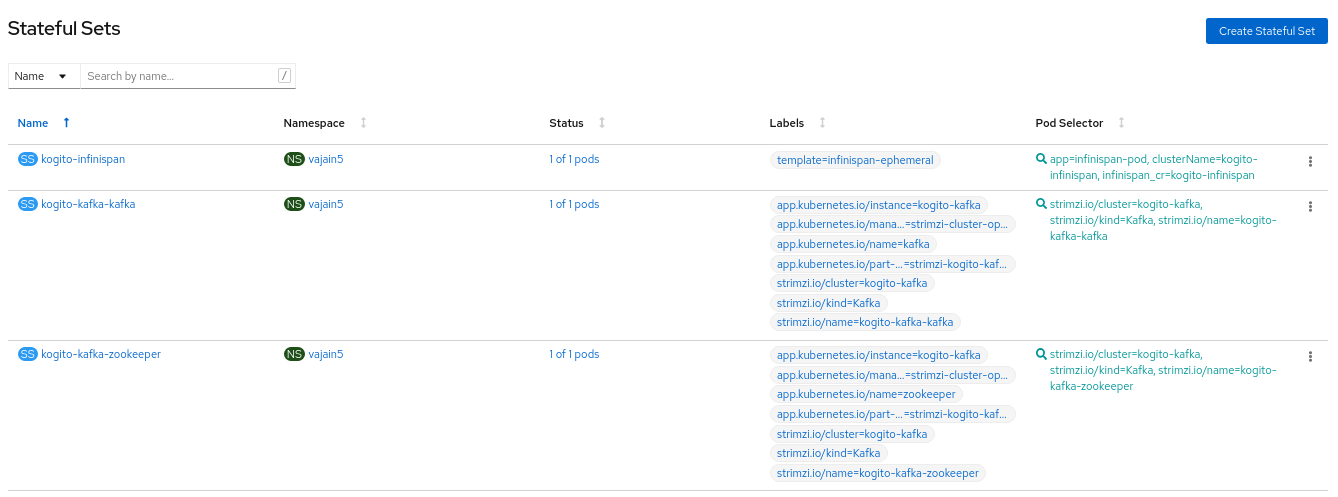 Stateful Sets
Create Stateful Set
Name Search by name... /
Name Namespace Status Labels Pod Selector
SS kogito-infinispan NS vajain5 1 of 1 pods template=infinispan-ephemeral app=infinispan-pod, clusterName=kogito-
infinispan, infinispan_cr=kogito-infinispan
SS kogito-kafka-kafka NS vajain5 1 of 1 pods app.kubernetes.io/instance=kogito-kafka strimzi.io/cluster=kogito-kafka,
app.kubernetes.io/mana...=strimzi-cluster-op... strimzi.io/kind=Kafka, strimzi.io/name=kogito-
app.kubernetes.io/name=kafka kafka-kafka
app.kubernetes.io/part-...=strimzi-kogito-kaf...
strimzi.io/cluster=kogito-kafka
strimzi.io/kind=Kafka
strimzi.io/name=kogito-kafka-kafka
SS kogito-kafka-zookeeper NS vajain5 1 of 1 pods app.kubernetes.io/instance=kogito-kafka strimzi.io/cluster=kogito-kafka,
app.kubernetes.io/mana...=strimzi-cluster-op... strimzi.io/kind=Kafka, strimzi.io/name=kogito-
app.kubernetes.io/name=zookeeper kafka-zookeeper
app.kubernetes.io/part-...=strimzi-kogito-kaf...
strimzi.io/cluster=kogito-kafka
strimzi.io/kind=Kafka
strimzi.io/name=kogito-kafka-zookeeper